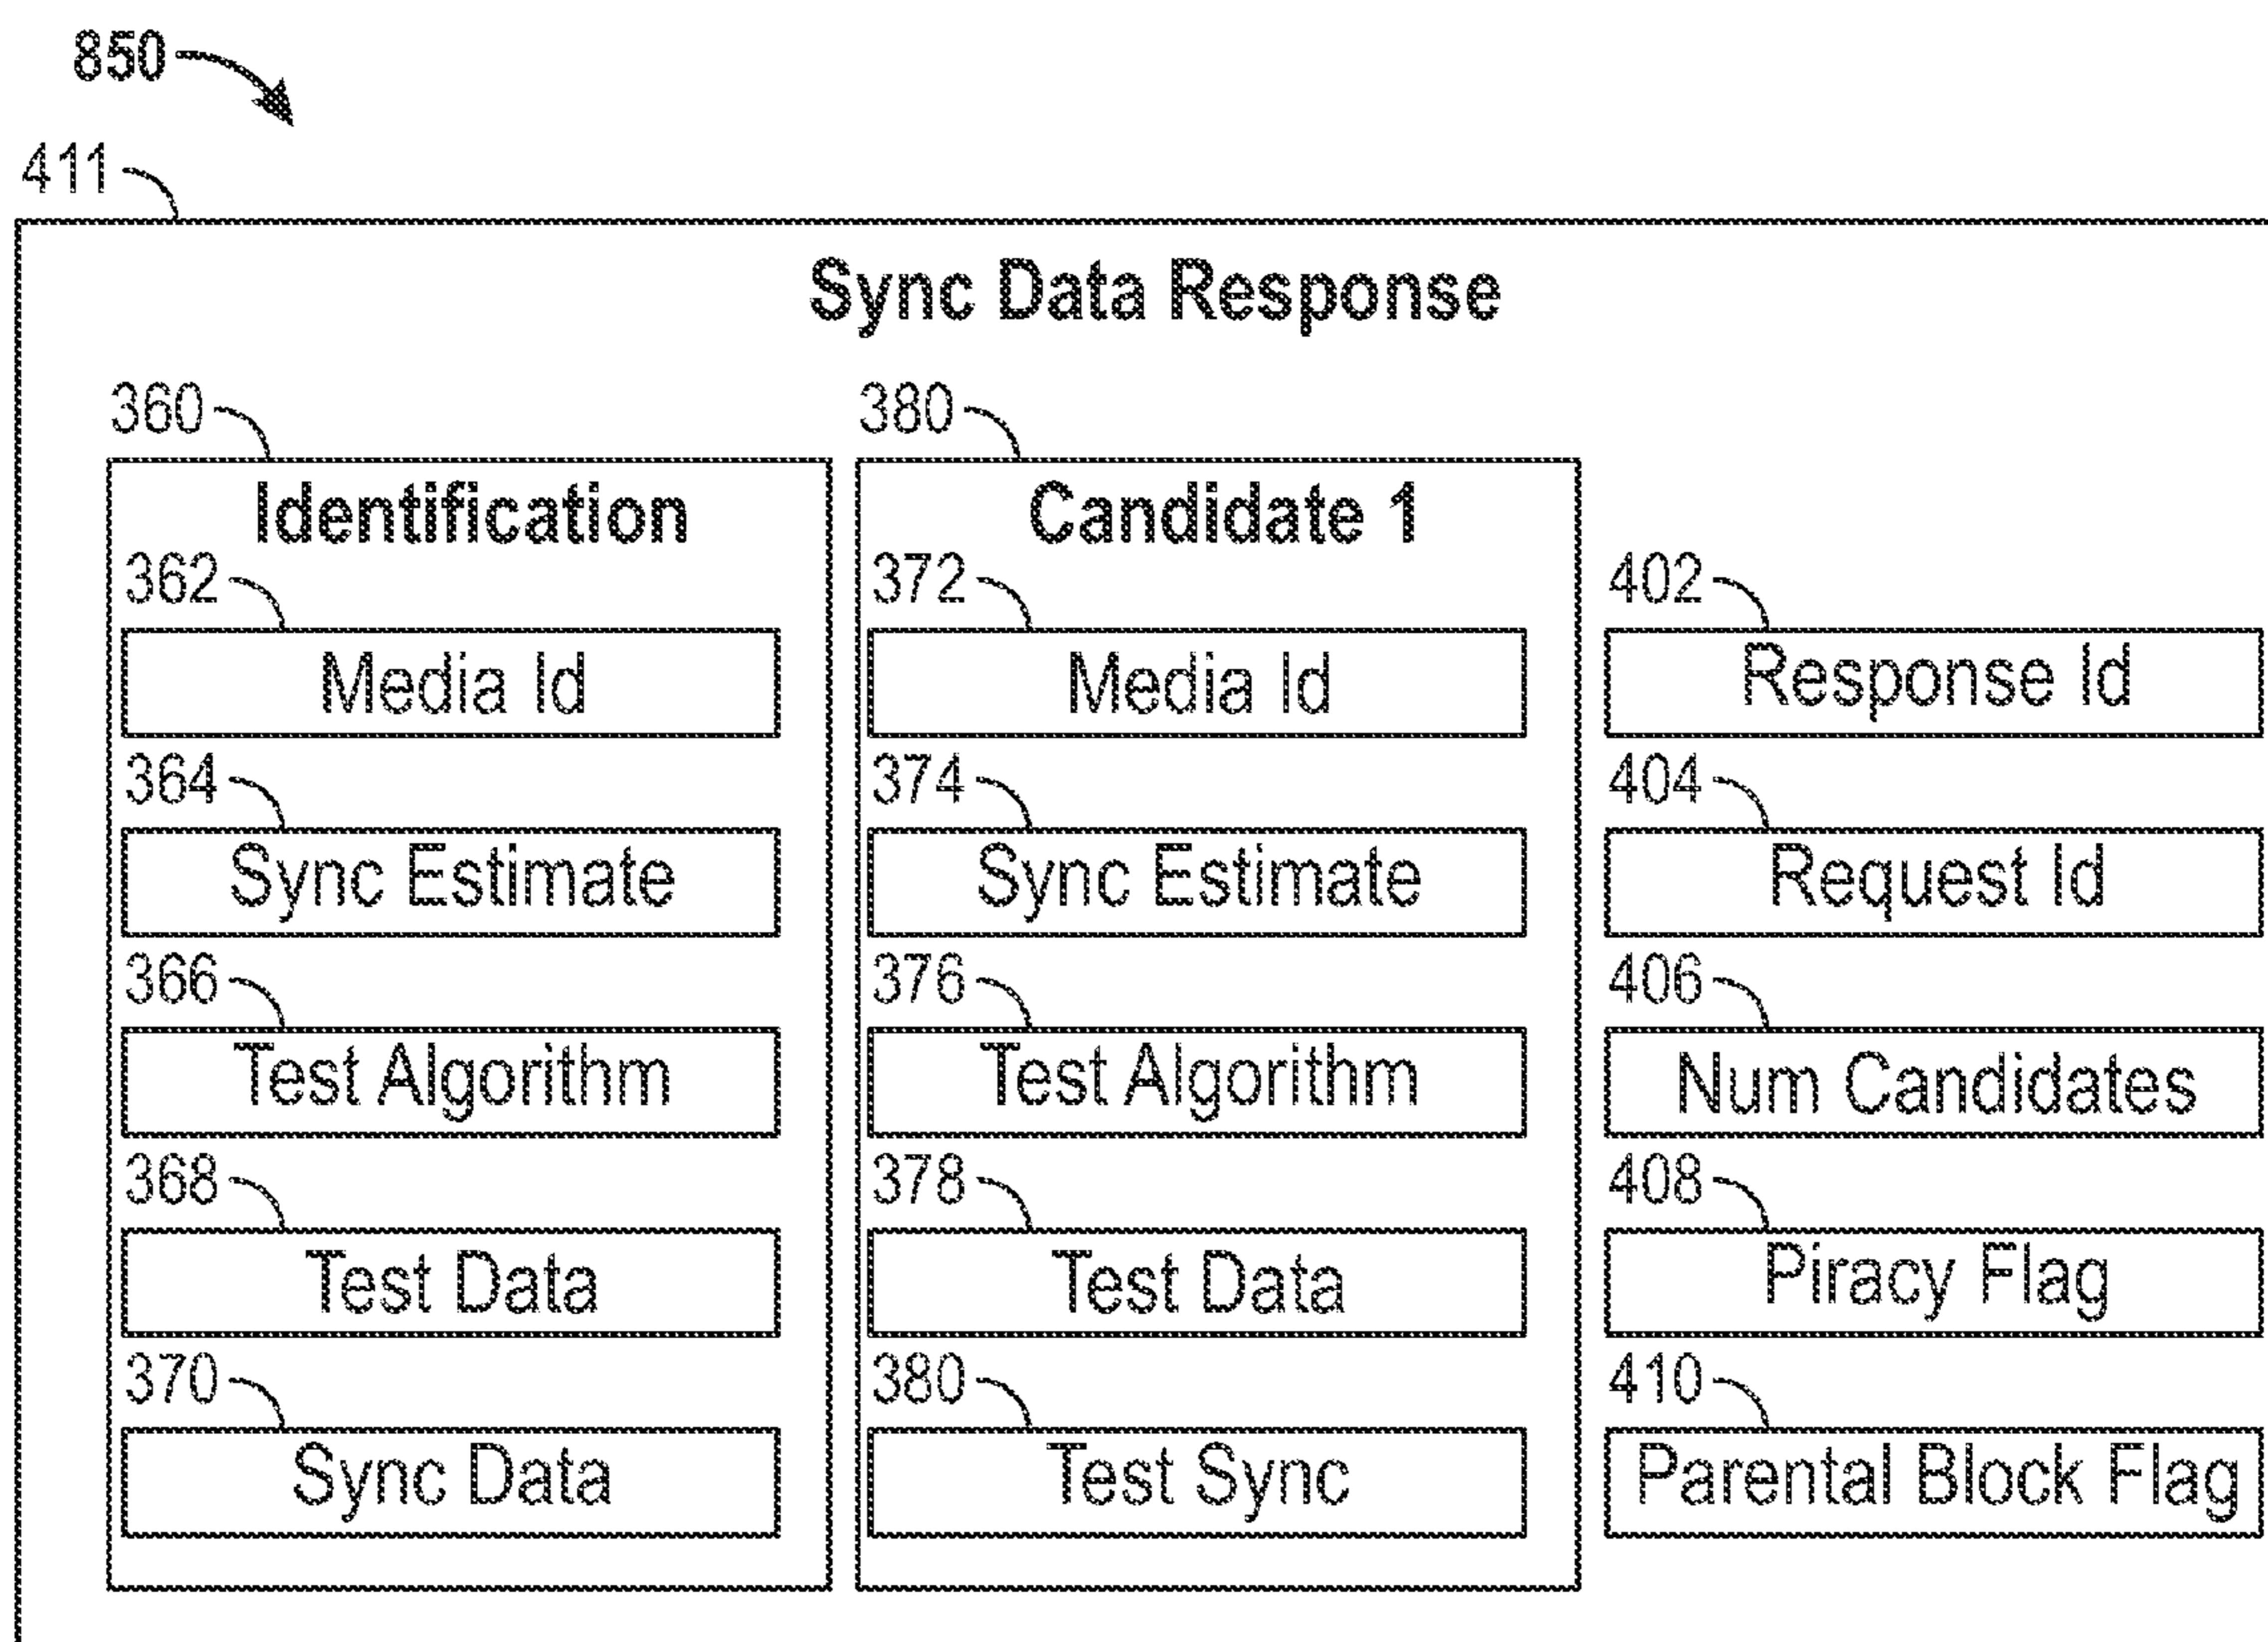 850
411
Sync Data Response
360
380
Identification
Candidate 1
362
372
402
Media Id
Media Id
Response Id
364
374
404
Sync Estimate
Sync Estimate
Request Id
366
376
406
Test Algorithm
Test Algorithm
Num Candidates
368
378
408
Test Data
Test Data
Piracy Flag
370
380
410
Sync Data
Test Sync
Parental Block Flag